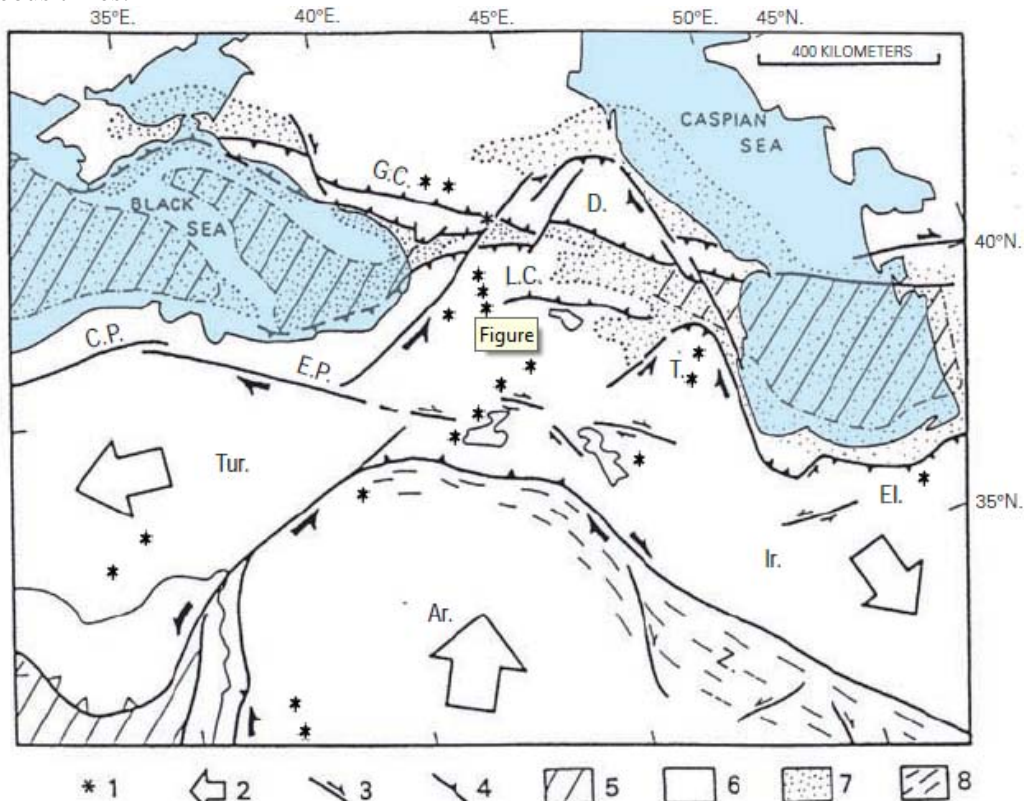 35°E. 40°E. 45°E. 50°E. 45°N.
400 KILOMETERS
CASPIAN
SEA
G.C.
D.
BLACK
SEA
40°N.
L.C.
Figure
C.P.
E.P.
T.
Tur.
El.
35°N.
Ir.
Ar.
Z
* 1 2 3 4 5 6 7 8